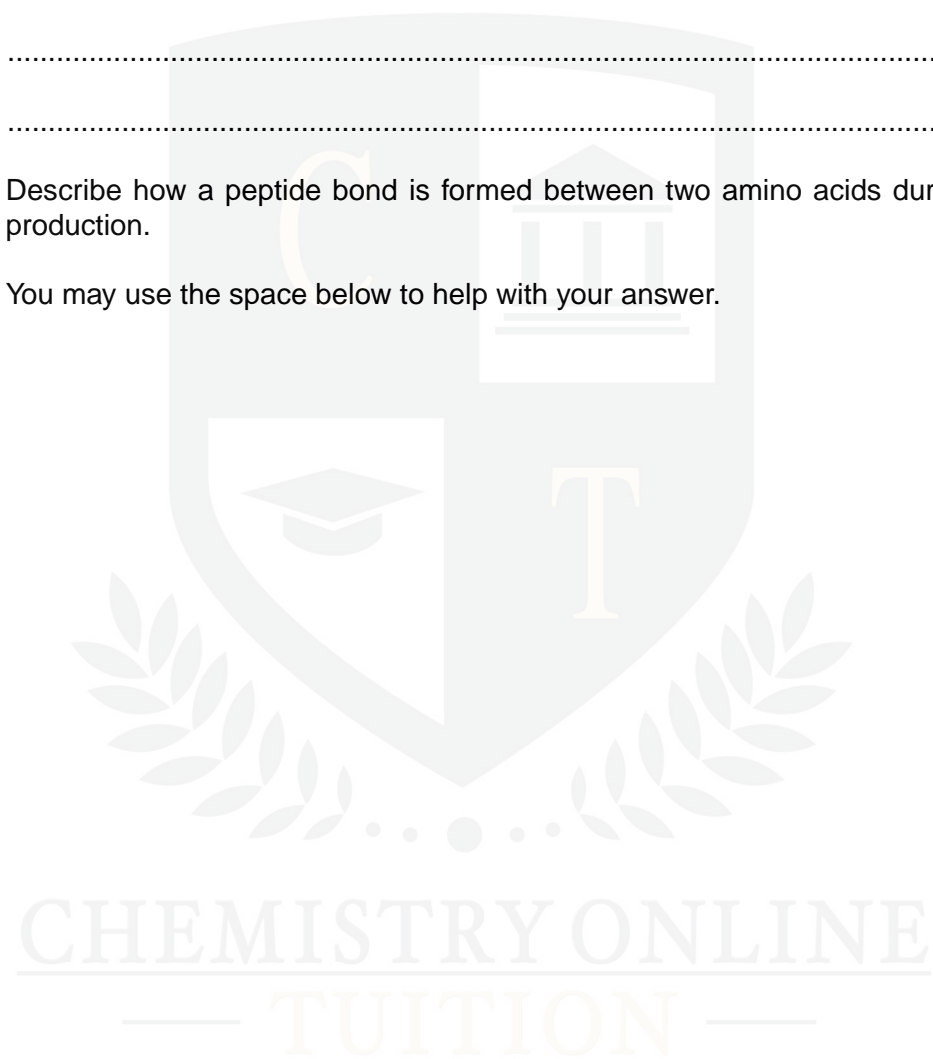 ................................................................................................................
................................................................................................................
Describe how a peptide bond is formed between two amino acids dur
production.
You may use the space below to help with your answer.
C
T
CHEMISTRY ONLINE
— TUITION —